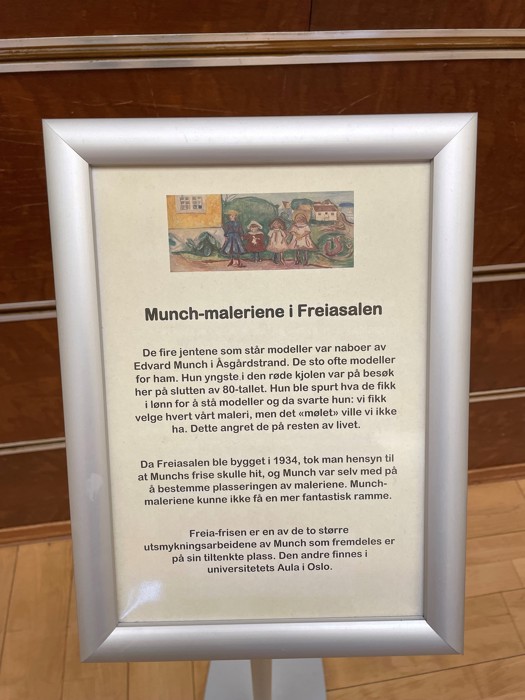 Munch-maleriene i Freiasalen
De fire jentene som står modeller var naboer av
Edvard Munch i Åsgårdstrand. De sto ofte modeller
for ham. Hun yngste i den røde kjolen var på besøk
her på slutten av 80-tallet. Hun ble spurt hva de fikk
i lønn for å stå modeller og da svarte hun: vi fikk
velge hvert vårt maleri, men det «mølet» ville vi ikke
ha. Dette angret de på resten av livet.
Da Freiasalen ble bygget i 1934, tok man hensyn til
at Munchs frise skulle hit, og Munch var selv med på
å bestemme plasseringen av maleriene. Munch-
maleriene kunne ikke få en mer fantastisk ramme.
Freia-frisen er en av de to større
utsmykningsarbeidene av Munch som fremdeles er
på sin tiltenkte plass. Den andre finnes i
universitetets Aula i Oslo.